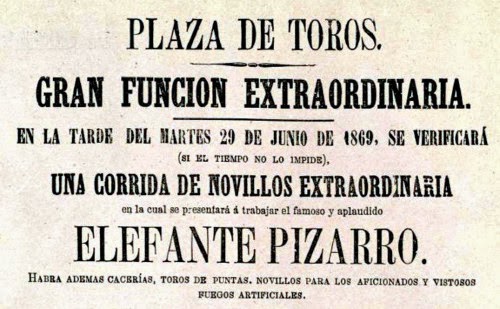 PLAZA DE TOROS.
GRAN FUNCION EXTRAORDINARIA.
EN LA TARDE DEL MARTES 29 DE JUNIO DE 1869, SE VERIFICARÁ
(SI EL TIEMPO NO LO IMPIDE),
UNA CORRIDA DE NOVILLOS EXTRAORDINARIA
en la cual se presentará á trabajar el famoso y aplaudido
ELEFANTE PIZARRO.
HABRA ADEMAS CACERÍAS, TOROS DE PUNTAS. NOVILLOS PARA LOS AFICIONADOS Y VISTOSOS
FUEGOS ARTIFICIALES.